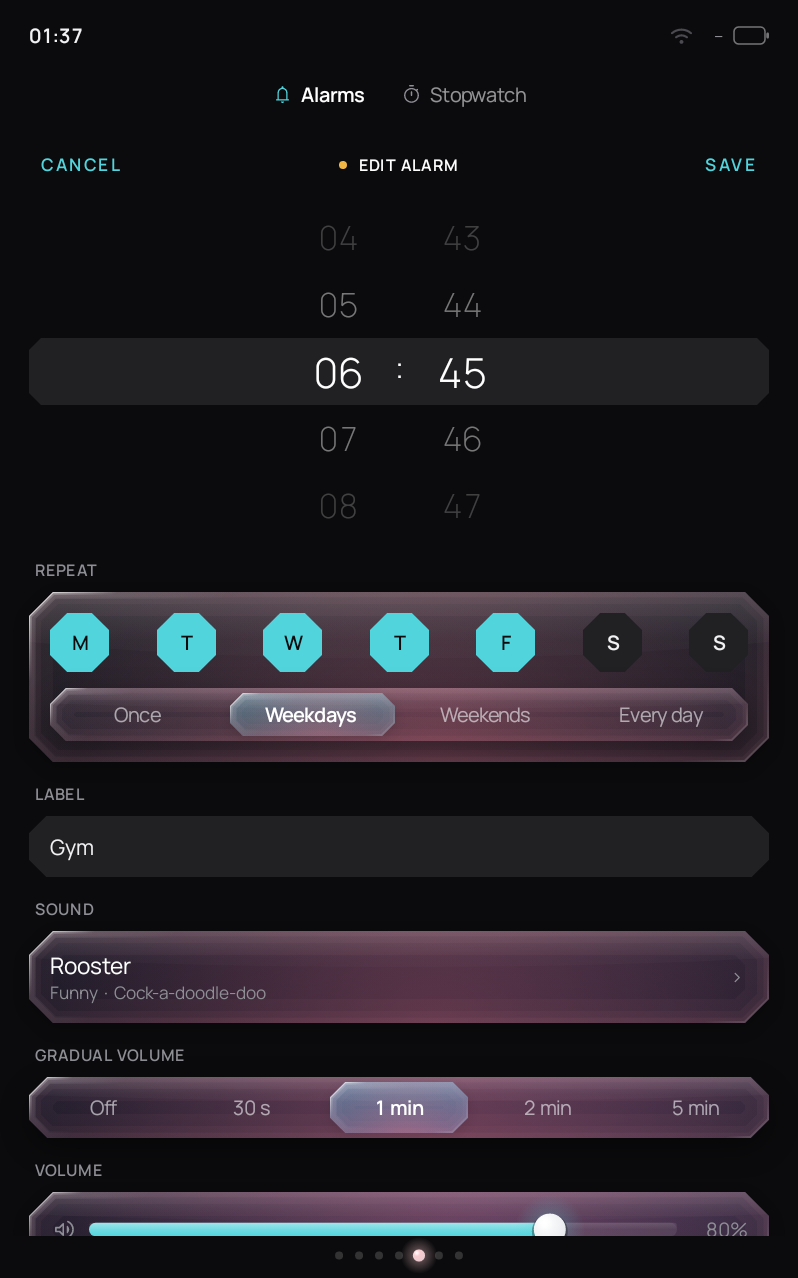 01:37
Alarms Stopwatch
CANCEL EDIT ALARM SAVE
04 43
05 44
06 : 45
07 46
08 47
REPEAT
M T W T F S S
Once Weekdays Weekends Every day
LABEL
Gym
SOUND
Rooster
Funny · Cock-a-doodle-doo
GRADUAL VOLUME
Off 30 s 1 min 2 min 5 min
VOLUME
80%